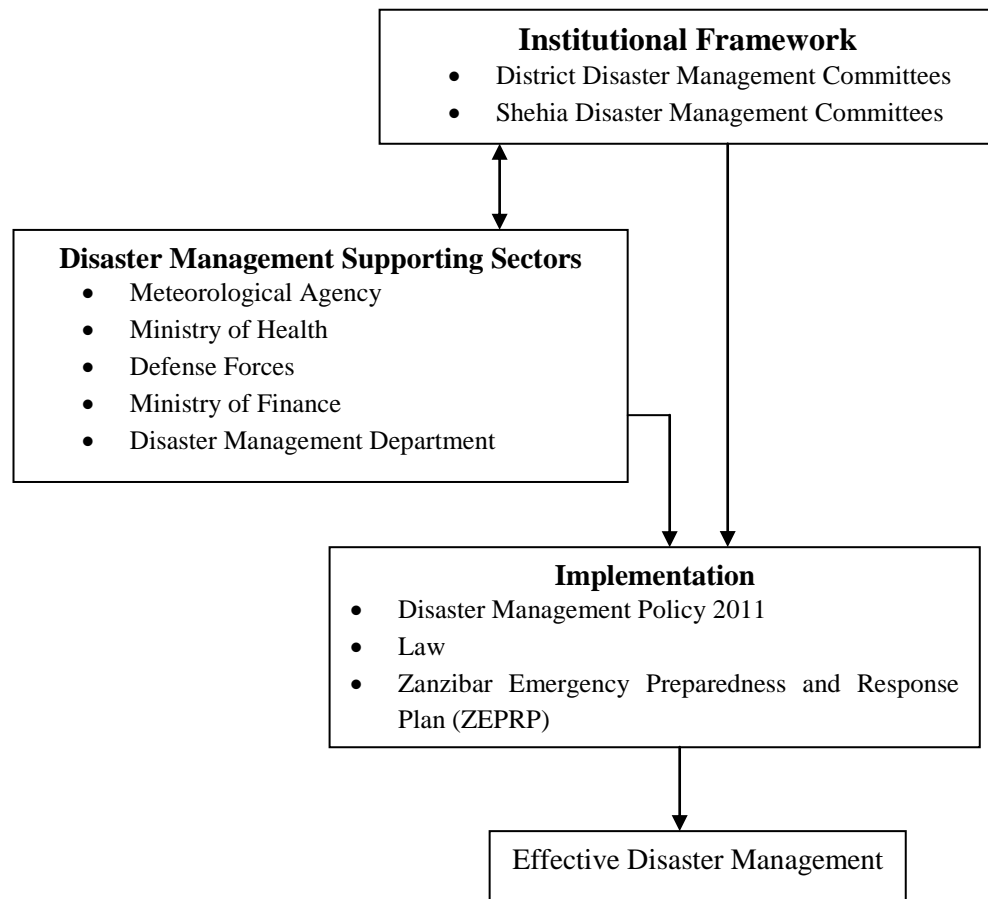 Institutional Framework
• District Disaster Management Committees
• Shehia Disaster Management Committees
Disaster Management Supporting Sectors
• Meteorological Agency
• Ministry of Health
• Defense Forces
• Ministry of Finance
• Disaster Management Department
Implementation
• Disaster Management Policy 2011
• Law
• Zanzibar Emergency Preparedness and Response
Plan (ZEPRP)
Effective Disaster Management